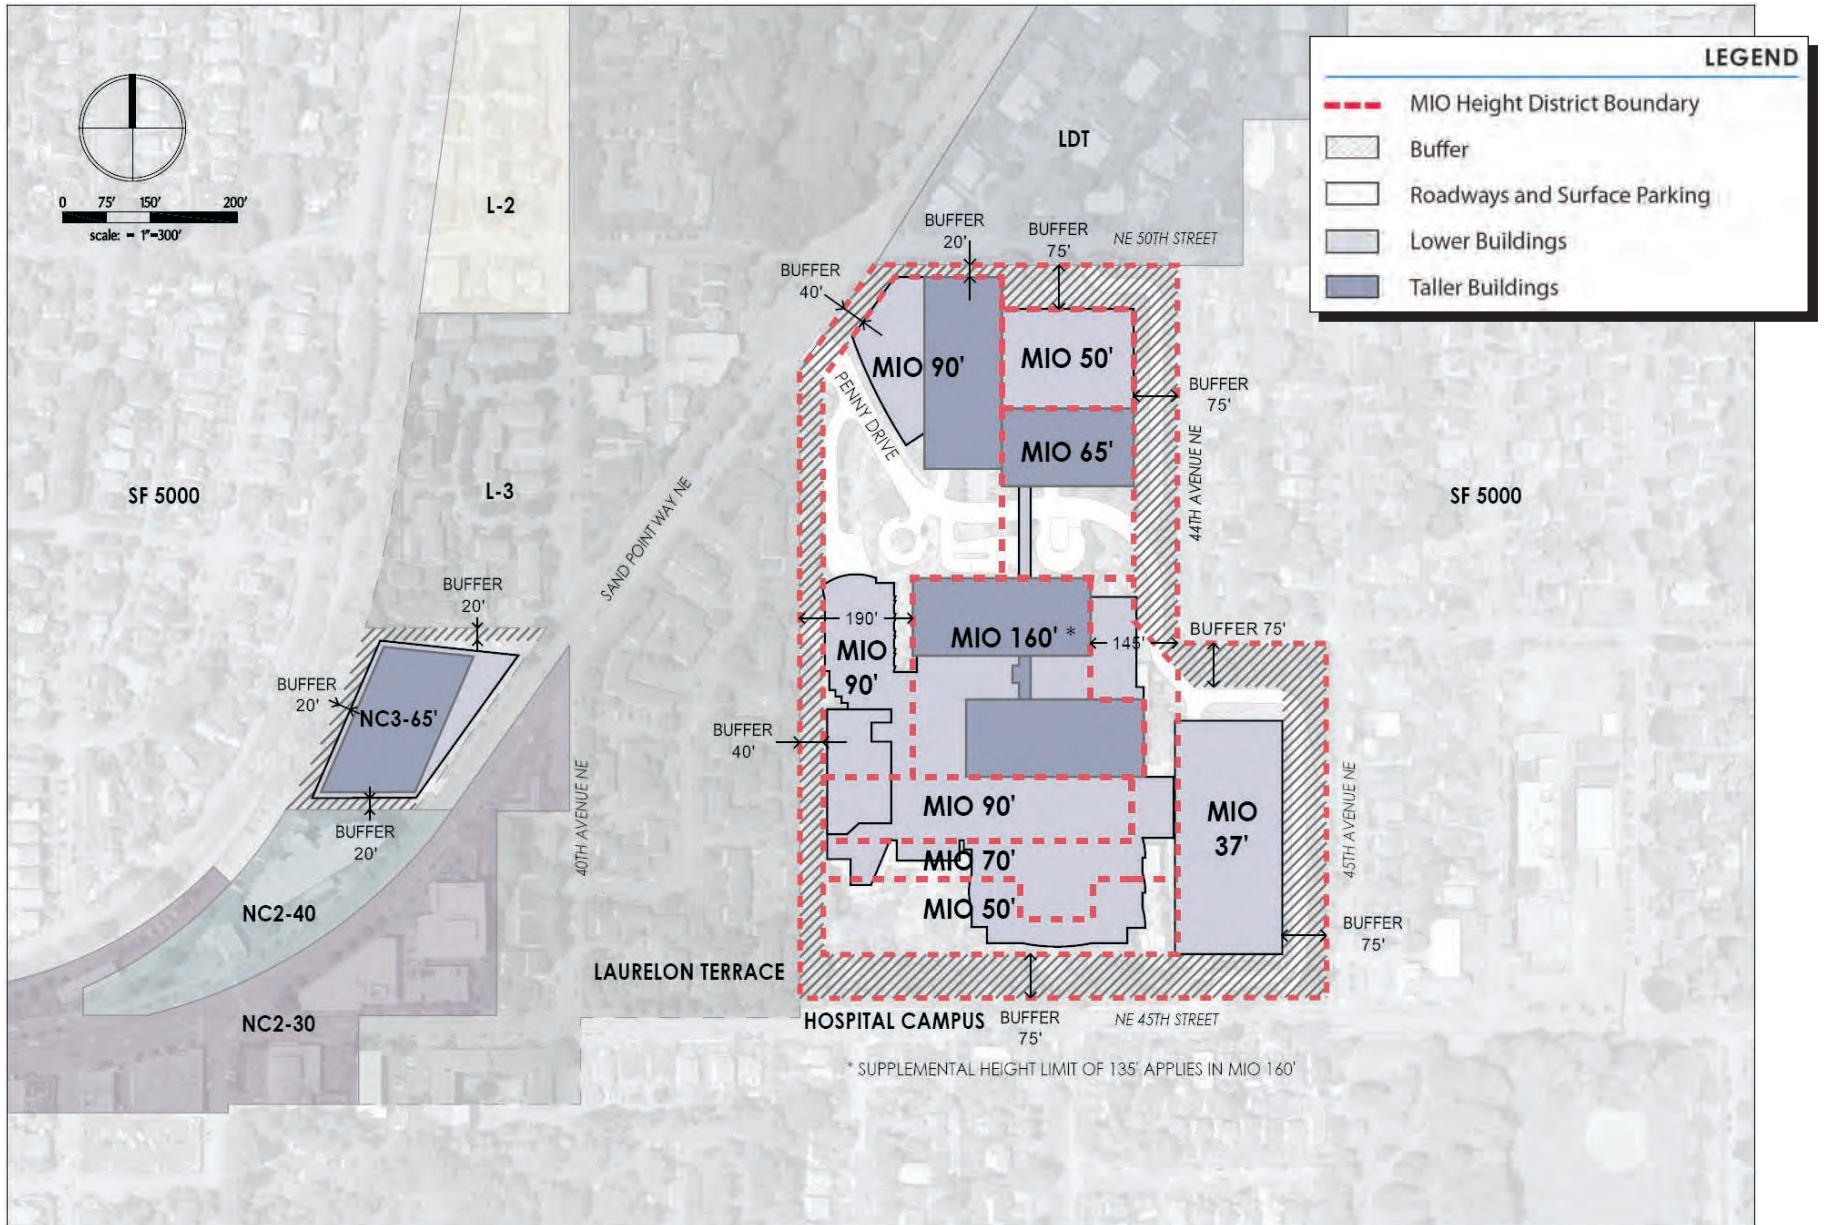 LEGEND
MIO Height District Boundary
Buffer
Roadways and Surface Parking
Lower Buildings
Taller Buildings
0 75' 150' 200'
scale: = 1"=300'
L-2
LDT
BUFFER
20'
BUFFER
75'
NE 50TH STREET
BUFFER
40'
MIO 90'
MIO 50'
PENNY DRIVE
BUFFER
75'
MIO 65'
44TH AVENUE NE
SF 5000
L-3
SF 5000
SAND POINT WAY NE
BUFFER
20'
190'
MIO
90'
MIO 160' *
145'
BUFFER 75'
BUFFER
20'
NC3-65'
BUFFER
40'
BUFFER
20'
40TH AVENUE NE
MIO 90'
MIO
37'
45TH AVENUE NE
MIO 70'
MIO 50'
NC2-40
BUFFER
75'
LAURELON TERRACE
NC2-30
HOSPITAL CAMPUS
BUFFER
75'
NE 45TH STREET
* SUPPLEMENTAL HEIGHT LIMIT OF 135' APPLIES IN MIO 160'